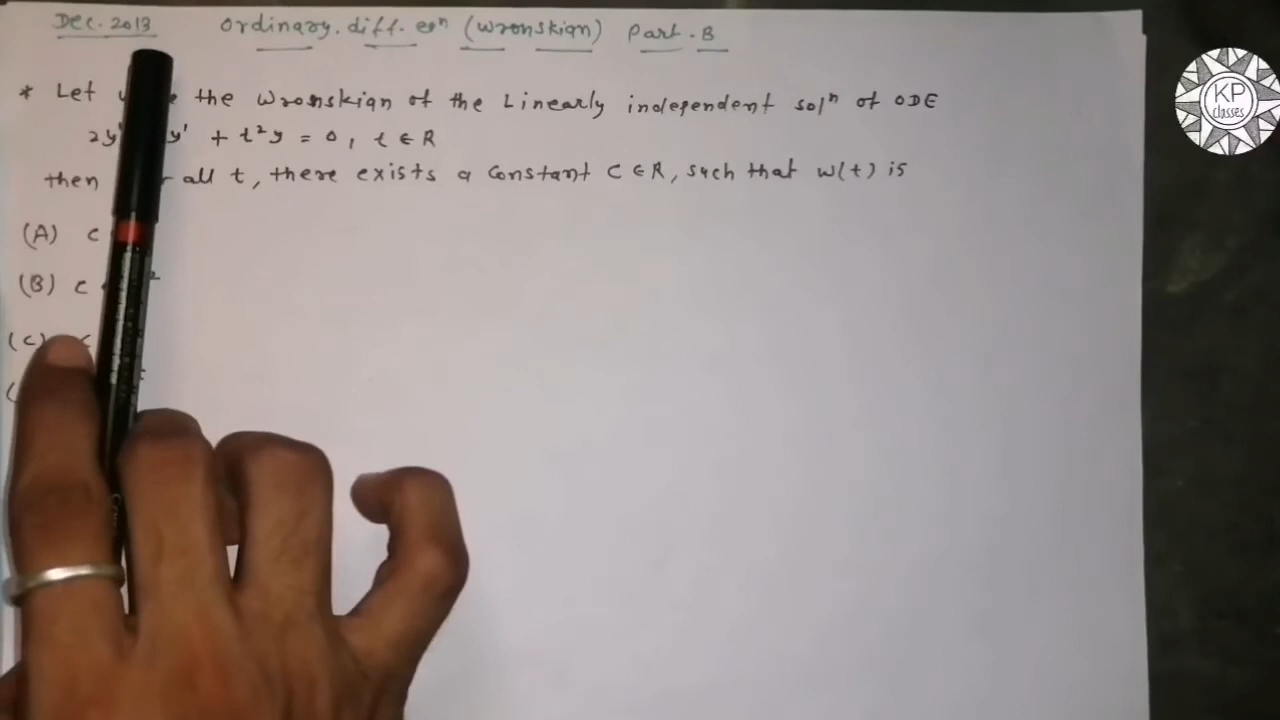 Dec. 2013 Ordinary. diff. eqn (Wronskian) Part. B
* Let the Wronskian of the Linearly independent soln of ODE
2y y' + t²y = 0, t ∈ R
then all t, there exists a constant C ∈ R, such that w(t) is
(A) c
(B) c
(C)
KP
classes